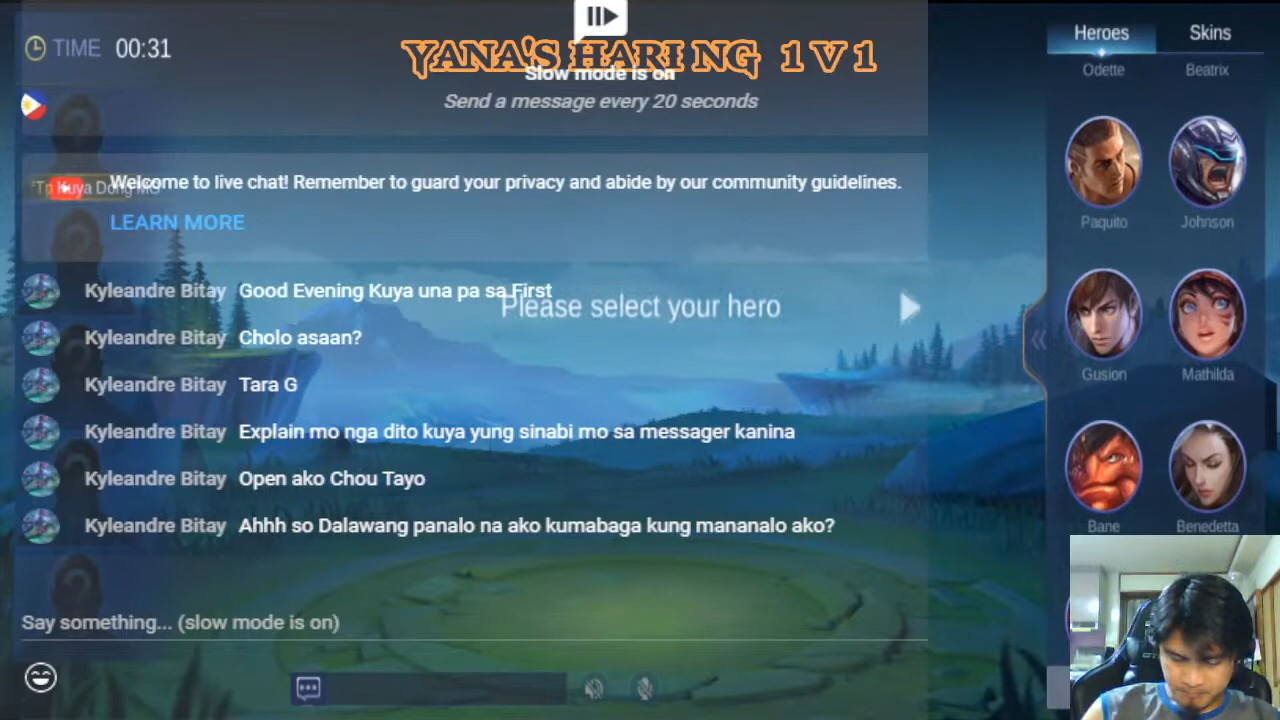 TIME 00:31
YANA'S HARI NG 1 V 1
Slow mode is on
Send a message every 20 seconds
Kuya Dong
Welcome to live chat! Remember to guard your privacy and abide by our community guidelines.
LEARN MORE
Kyleandre Bitay Good Evening Kuya una pa sa First
Please select your hero
Kyleandre Bitay Cholo asaan?
Kyleandre Bitay Tara G
Kyleandre Bitay Explain mo nga dito kuya yung sinabi mo sa messager kanina
Kyleandre Bitay Open ako Chou Tayo
Kyleandre Bitay Ahhh so Dalawang panalo na ako kumabaga kung mananalo ako?
Say something... (slow mode is on)
Heroes Skins
Odette Beatrix
Paquito Johnson
Gusion Mathilda
Bane Benedetta